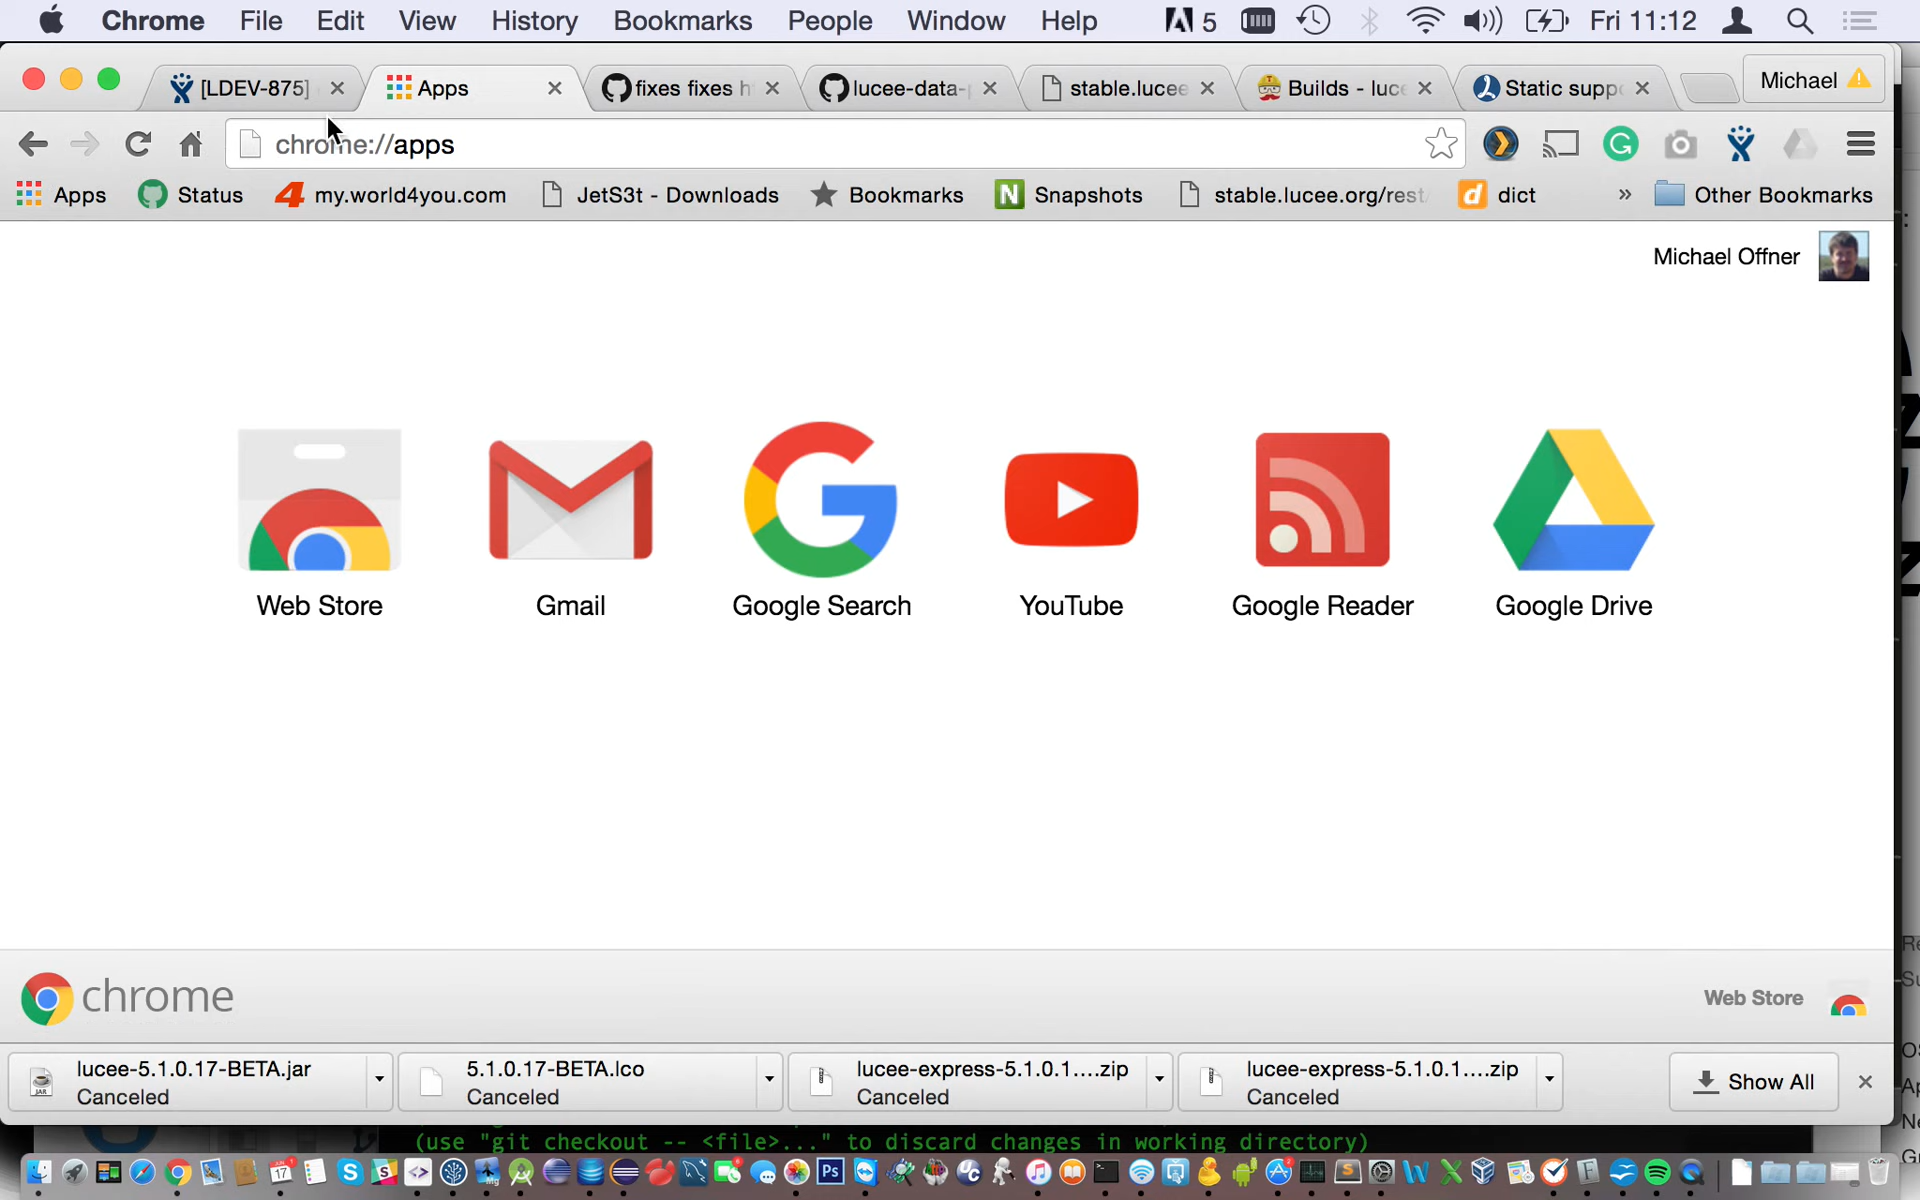 Chrome File Edit View History Bookmarks People Window Help 5 Fri 11:12
[LDEV-875] Apps fixes fixes h lucee-data- stable.lucee Builds - luc Static supp Michael
chrome://apps
Apps Status my.world4you.com JetS3t - Downloads Bookmarks Snapshots stable.lucee.org/rest dict » Other Bookmarks
Michael Offner
Web Store Gmail Google Search YouTube Google Reader Google Drive
chrome Web Store
lucee-5.1.0.17-BETA.jar 5.1.0.17-BETA.lco lucee-express-5.1.0.1....zip lucee-express-5.1.0.1....zip Show All
Canceled Canceled Canceled Canceled
(use "git checkout -- <file>..." to discard changes in working directory)